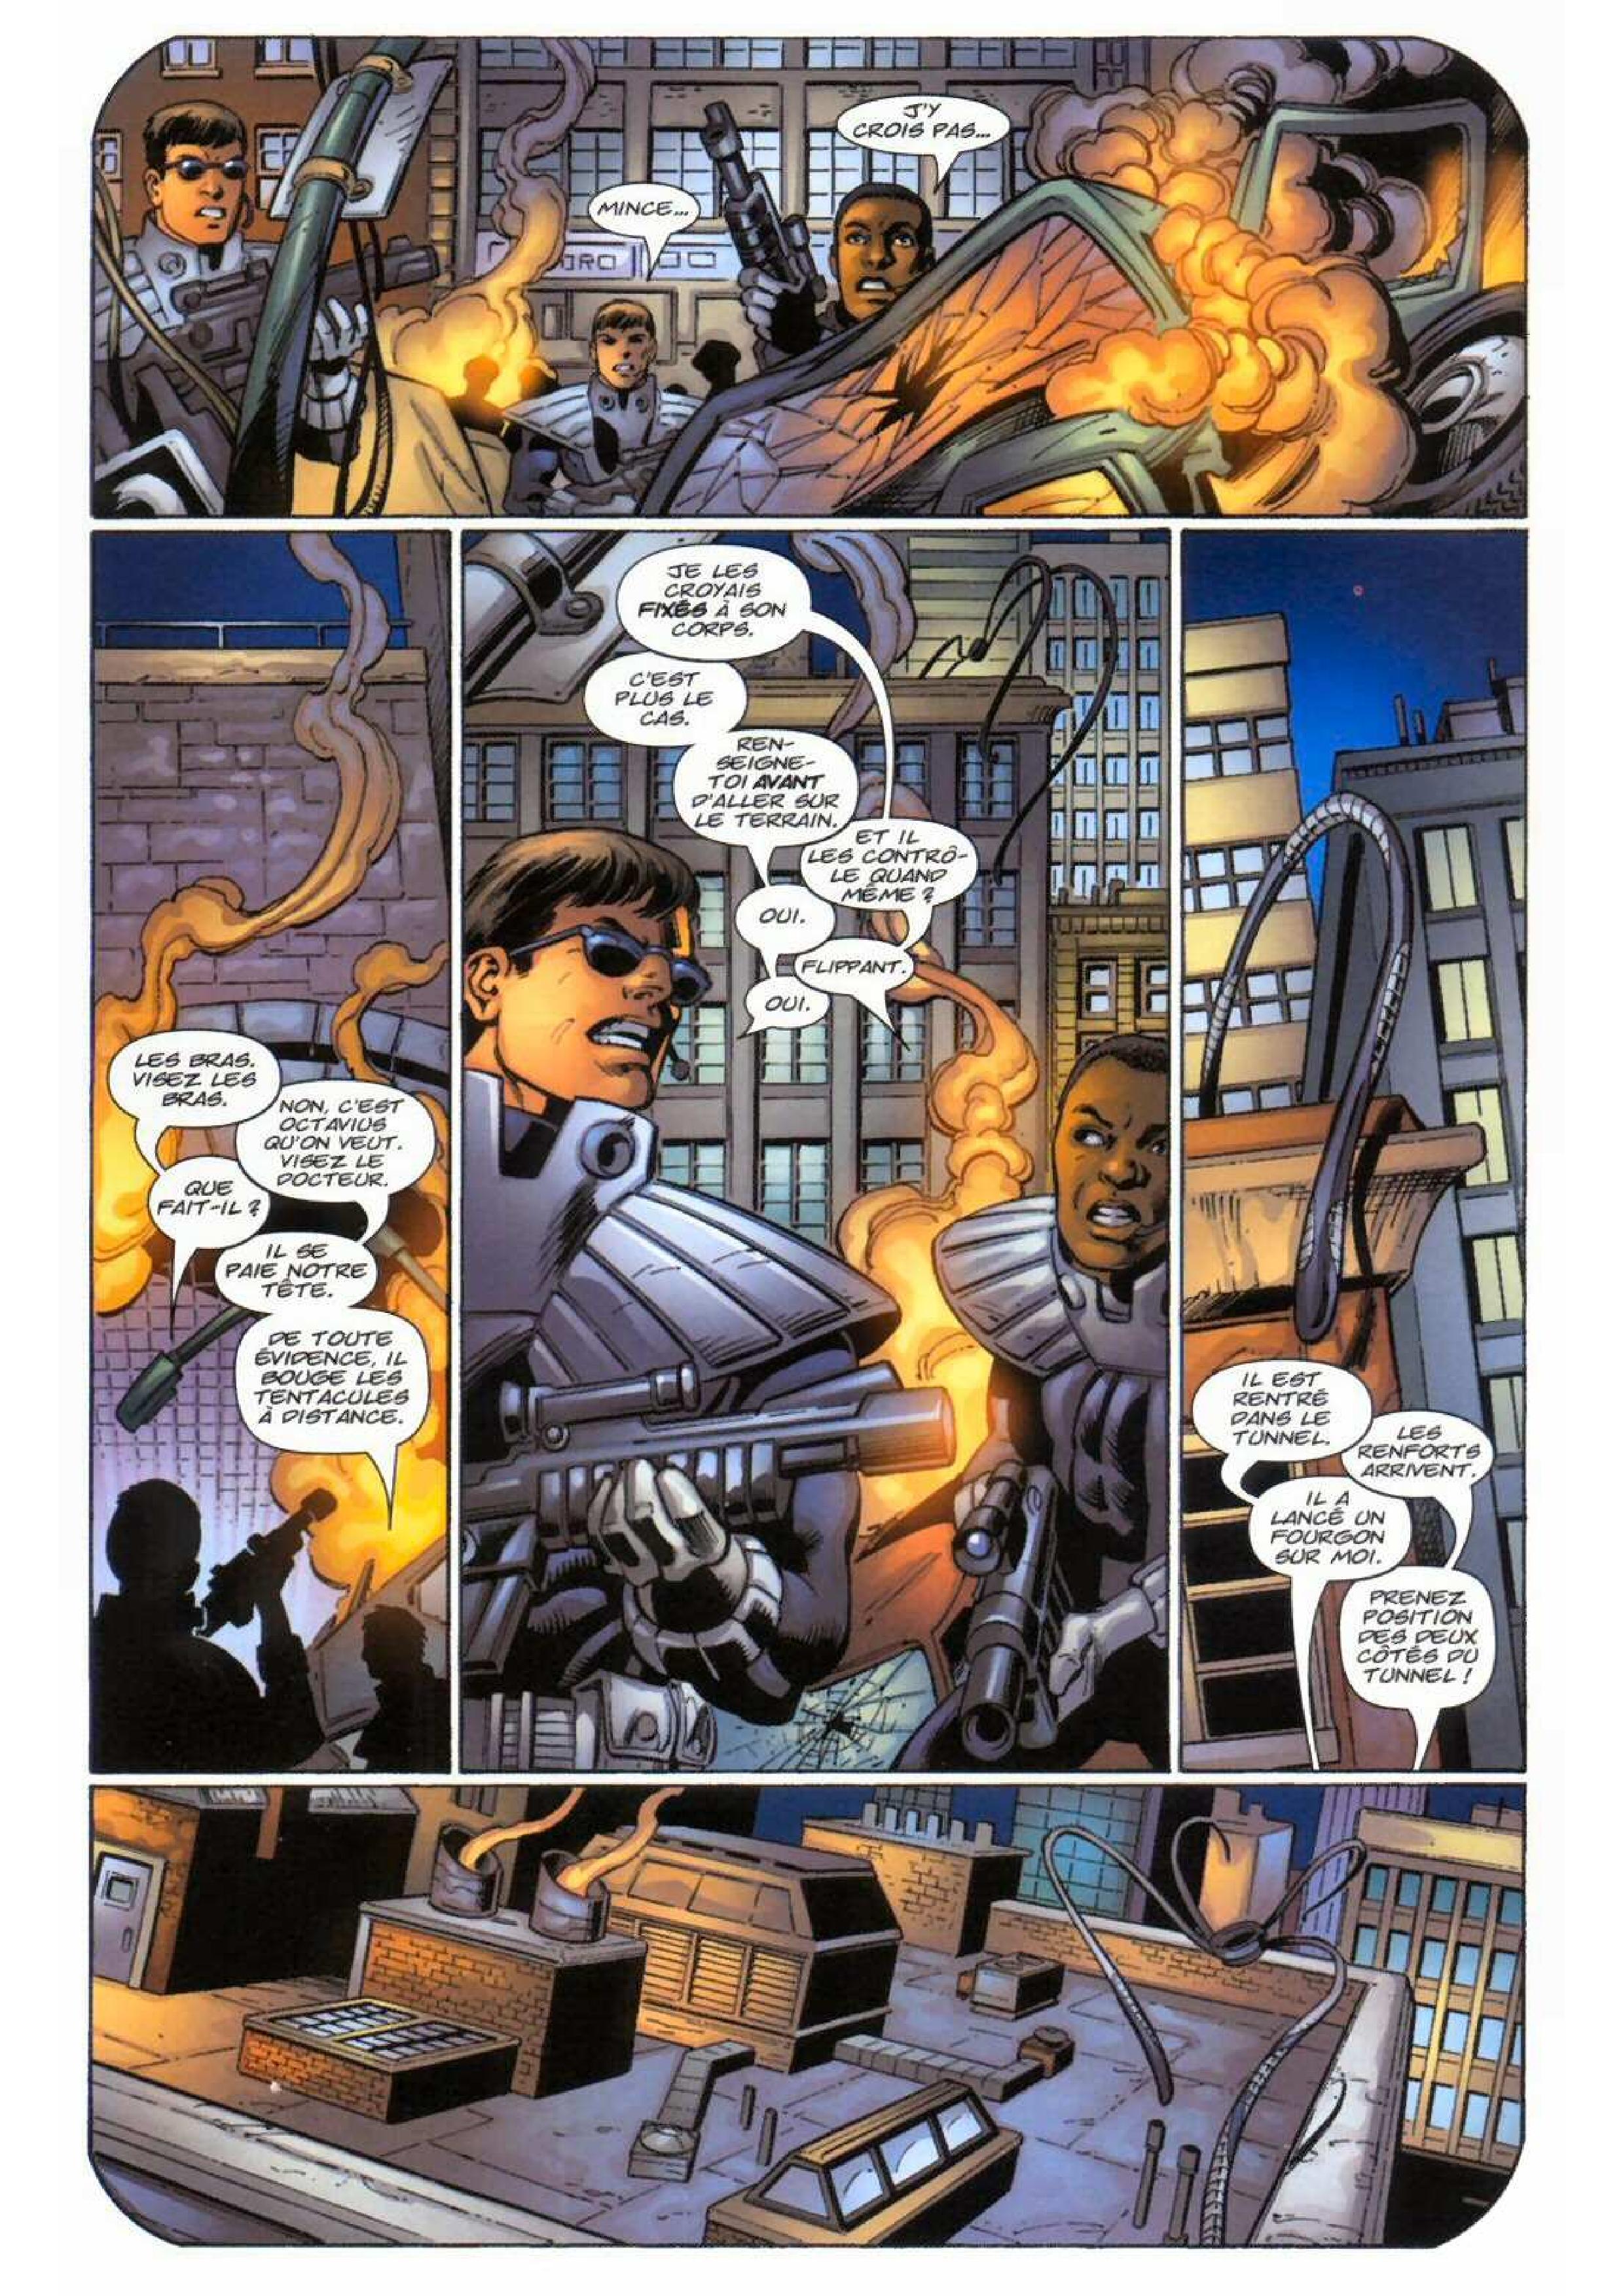 MINCE...
J'Y
CROIS PAS...
LES BRAS.
VISEZ LES
BRAS.
NON, C'EST
OCTAVIUS
QU'ON VEUT.
VISEZ LE
DOCTEUR.
QUE
FAIT-IL ?
IL SE
PAIE NOTRE
TÊTE.
DE TOUTE
ÉVIDENCE, IL
BOUGE LES
TENTACULES
À DISTANCE.
JE LES
CROYAIS
FIXÉS À SON
CORPS.
C'EST
PLUS LE
CAS.
REN-
SEIGNE-
TOI AVANT
D'ALLER SUR
LE TERRAIN.
ET IL
LES CONTRÔ-
LE QUAND
MÊME ?
OUI.
FLIPPANT.
OUI.
IL EST
RENTRÉ
DANS LE
TUNNEL.
LES
RENFORTS
ARRIVENT.
IL A
LANCÉ UN
FOURGON
SUR MOI.
PRENEZ
POSITION
DES DEUX
CÔTÉS DU
TUNNEL !